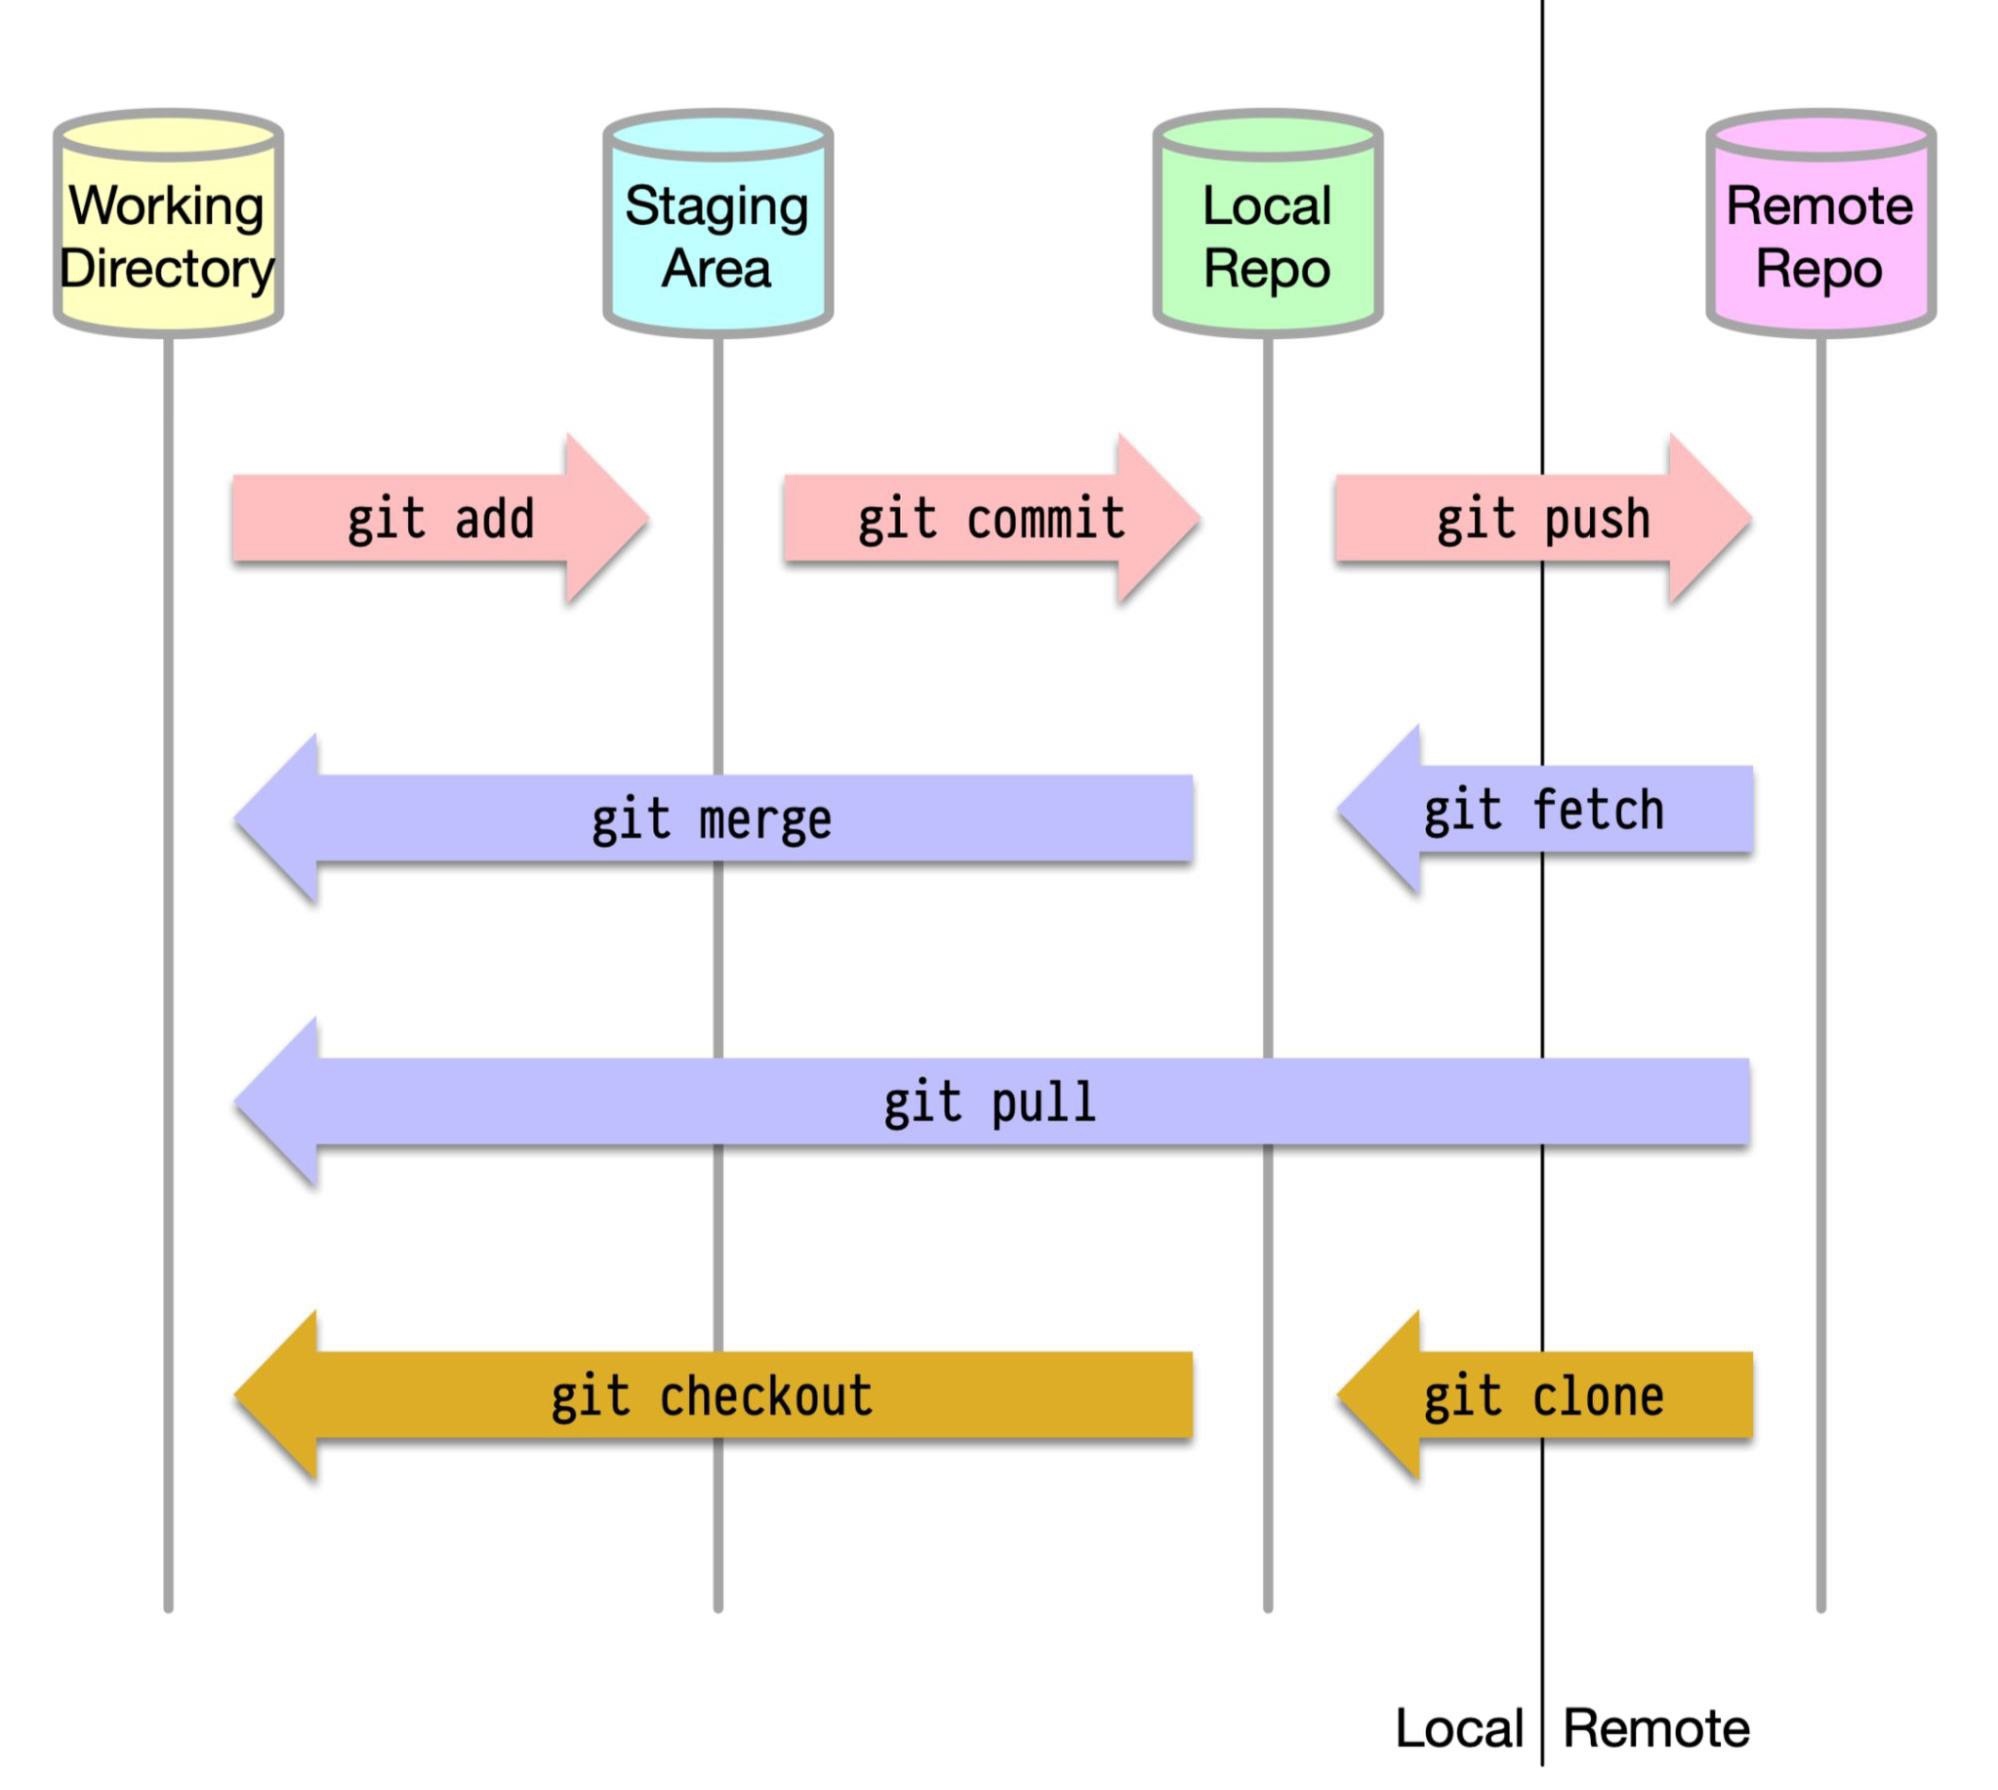 Working
Directory
Staging
Area
Local
Repo
Remote
Repo
git add
git commit
git push
git merge
git fetch
git pull
git checkout
git clone
Local
Remote